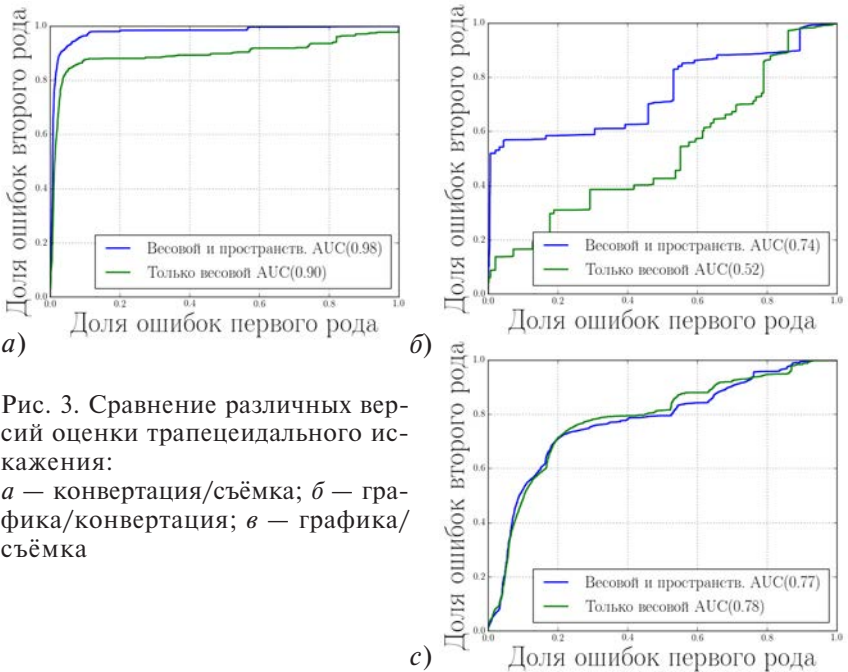 Доля ошибок второго рода
1.0
0.8
0.6
0.4
0.2
0.0
Весовой и пространств. AUC(0.98)
Только весовой AUC(0.90)
0.0 0.2 0.4 0.6 0.8 1.0
Доля ошибок первого рода
а)
Доля ошибок второго рода
1.0
0.8
0.6
0.4
0.2
0.0
Весовой и пространств. AUC(0.74)
Только весовой AUC(0.52)
0.0 0.2 0.4 0.6 0.8 1.0
Доля ошибок первого рода
б)
Рис. 3. Сравнение различных вер-
сий оценки трапецеидального ис-
кажения:
а — конвертация/съёмка; б — гра-
фика/конвертация; в — графика/
съёмка
Доля ошибок второго рода
1.0
0.8
0.6
0.4
0.2
0.0
Весовой и пространств. AUC(0.77)
Только весовой AUC(0.78)
0.0 0.2 0.4 0.6 0.8 1.0
Доля ошибок первого рода
с)